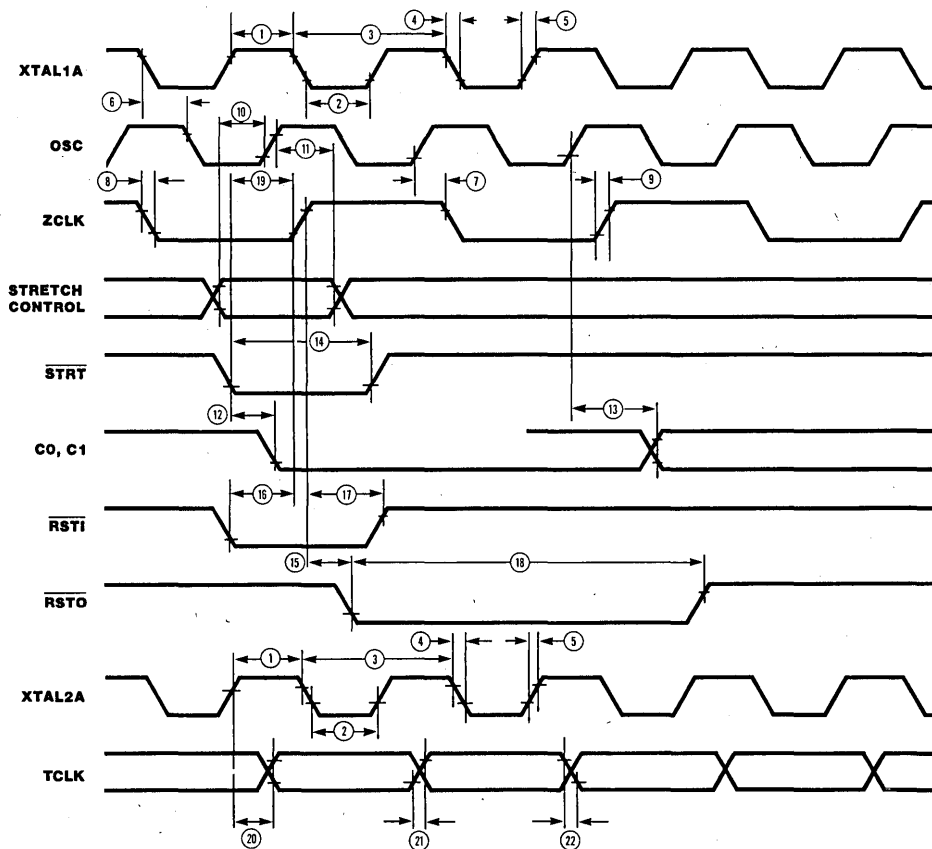 4 5
1 3
XTAL1A
2
6
10
OSC
11
8 19 7 9
ZCLK
STRETCH
CONTROL
14
STRT
12 13
C0, C1
16 17
RSTI
15 18
RSTO
4 5
1 3
XTAL2A
2
TCLK
20 21 22